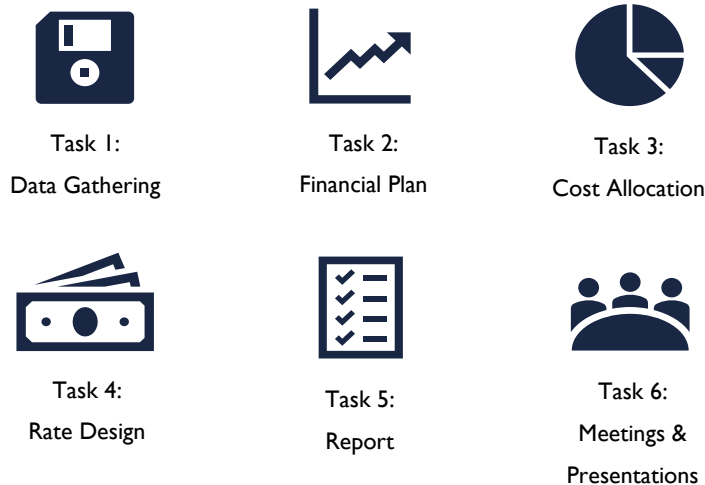 Task 1:
Data Gathering
Task 2:
Financial Plan
Task 3:
Cost Allocation
Task 4:
Rate Design
Task 5:
Report
Task 6:
Meetings &
Presentations